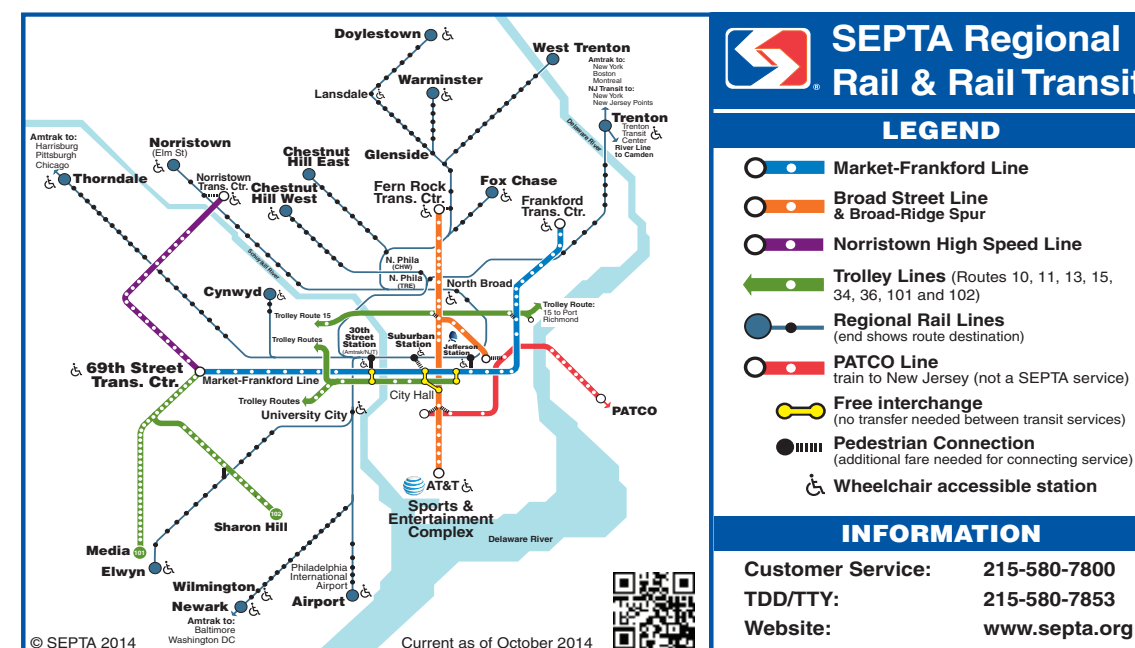 Doylestown
West Trenton
Amtrak to:
New York
Boston
Montreal
NJ Transit to:
New York
New Jersey Points
Warminster
Lansdale
Trenton
Trenton
Transit
Center
River Line
to Camden
Delaware River
Amtrak to:
Harrisburg
Pittsburgh
Chicago
Thorndale
Norristown
(Elm St)
Norristown
Trans. Ctr.
Chestnut
Hill East
Glenside
Chestnut
Hill West
Fern Rock
Trans. Ctr.
Fox Chase
Frankford
Trans. Ctr.
Schuylkill River
N. Phila
(CHW)
N. Phila
(TRE)
North Broad
Cynwyd
Trolley Route 15
Trolley Route:
15 to Port
Richmond
Trolley Routes
30th
Street
Station
(Amtrak/NJT)
Suburban
Station
Jefferson
Station
69th Street
Trans. Ctr.
Market-Frankford Line
City Hall
Trolley Routes
University City
PATCO
AT&T
Sports &
Entertainment
Complex
Delaware River
102
Sharon Hill
Media
101
Elwyn
Philadelphia
International
Airport
Airport
Wilmington
Newark
Amtrak to:
Baltimore
Washington DC
© SEPTA 2014
Current as of October 2014
SEPTA Regional
®
Rail & Rail Transit
LEGEND
Market-Frankford Line
Broad Street Line
& Broad-Ridge Spur
Norristown High Speed Line
Trolley Lines (Routes 10, 11, 13, 15,
34, 36, 101 and 102)
Regional Rail Lines
(end shows route destination)
PATCO Line
train to New Jersey (not a SEPTA service)
Free interchange
(no transfer needed between transit services)
Pedestrian Connection
(additional fare needed for connecting service)
Wheelchair accessible station
INFORMATION
Customer Service: 215-580-7800
TDD/TTY: 215-580-7853
Website: www.septa.org